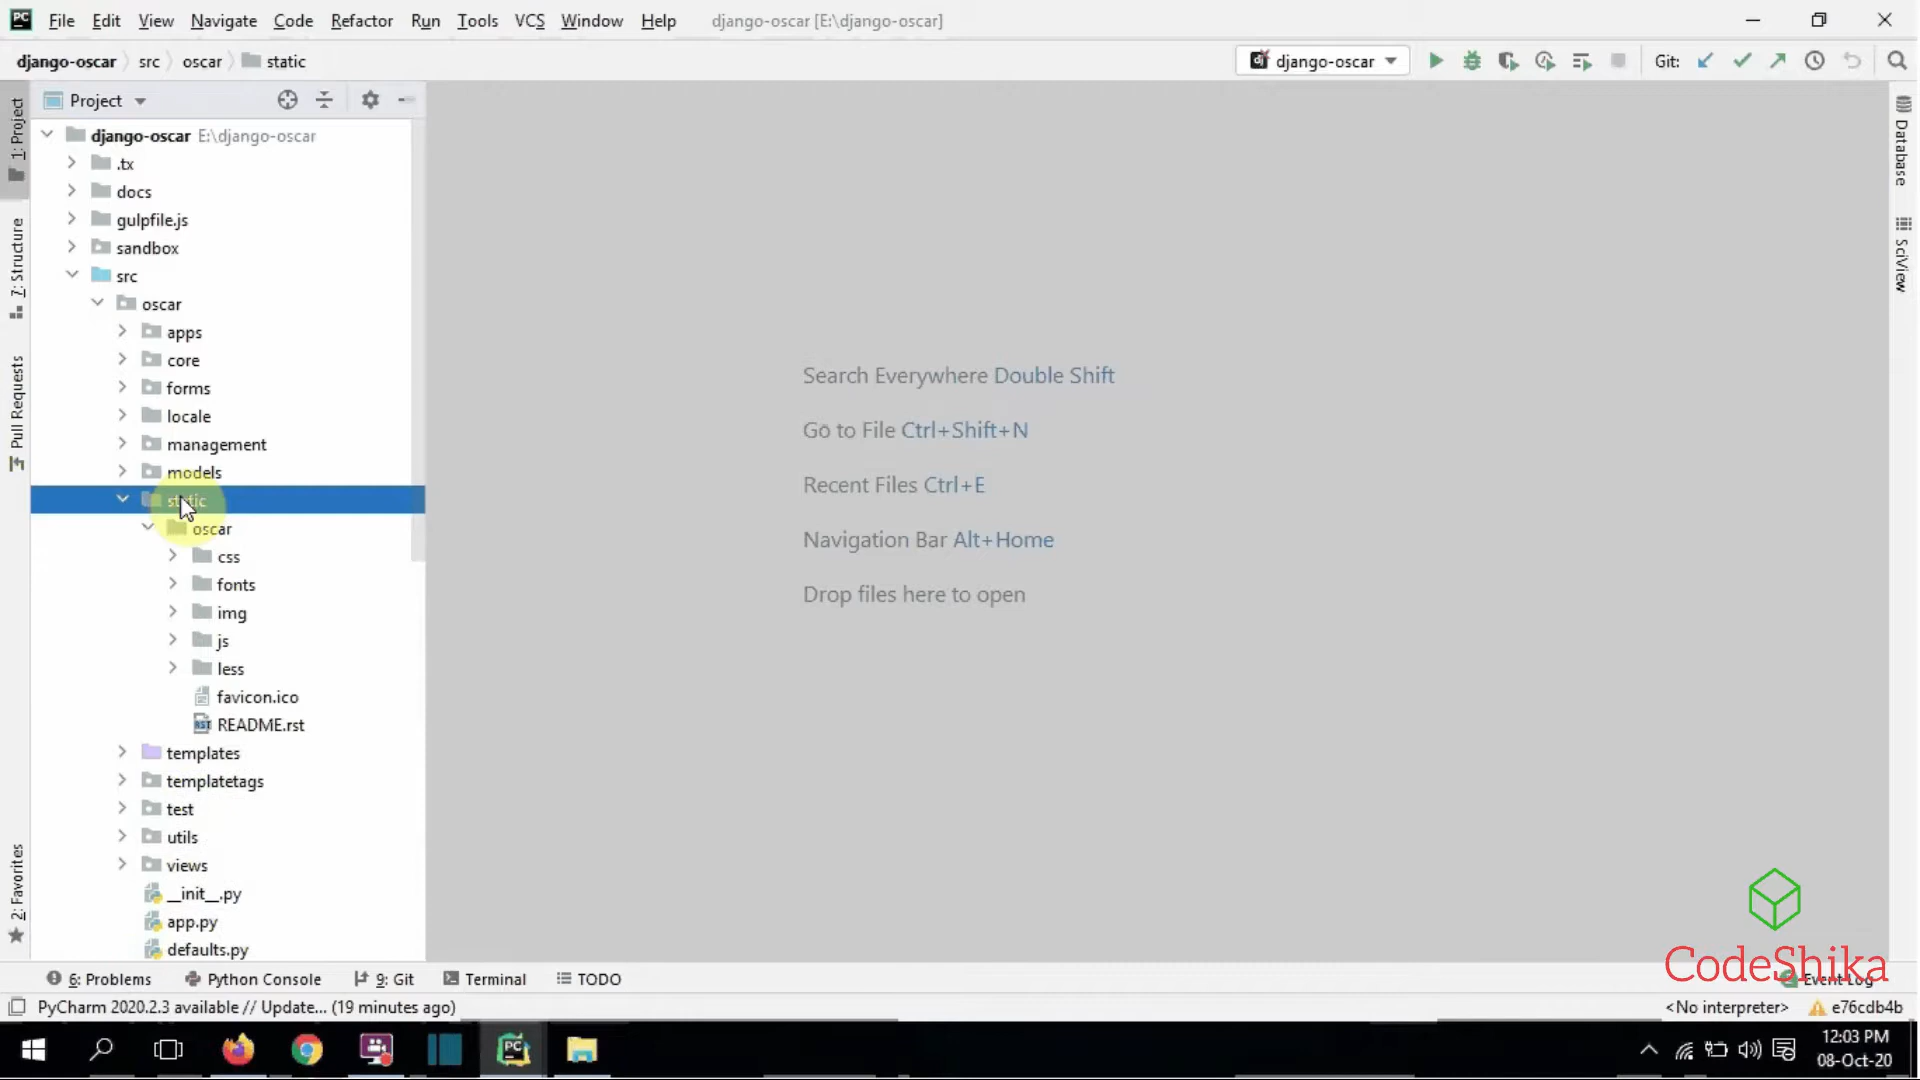 File Edit View Navigate Code Refactor Run Tools VCS Window Help django-oscar [E:\django-oscar]
django-oscar src oscar static django-oscar Git:
Project
1: Project
7: Structure
Pull Requests
2: Favorites
django-oscar E:\django-oscar
.tx
docs
gulpfile.js
sandbox
src
oscar
apps
core
forms
locale
management
models
static
oscar
css
fonts
img
js
less
favicon.ico
README.rst
templates
templatetags
test
utils
views
__init__.py
app.py
defaults.py
Search Everywhere Double Shift
Go to File Ctrl+Shift+N
Recent Files Ctrl+E
Navigation Bar Alt+Home
Drop files here to open
Database
SciView
CodeShika
6: Problems Python Console 9: Git Terminal TODO Event Log
PyCharm 2020.2.3 available // Update... (19 minutes ago) <No interpreter> e76cdb4b
12:03 PM
08-Oct-20